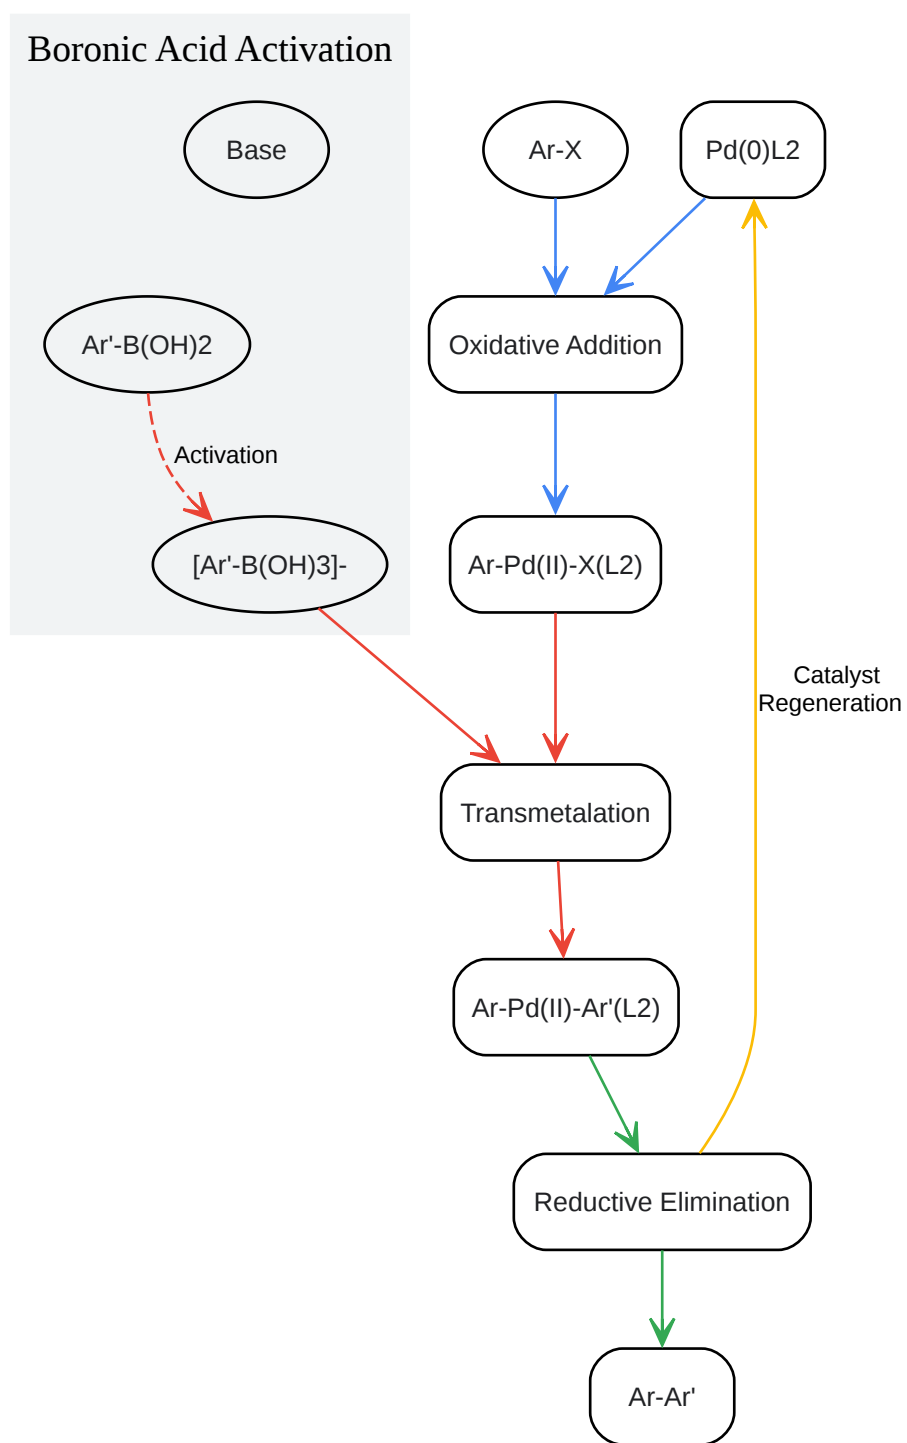 Boronic Acid Activation
Base
Ar-X
Pd(0)L2
Ar'-B(OH)2
Oxidative Addition
Activation
[Ar'-B(OH)3]-
Ar-Pd(II)-X(L2)
Catalyst
Regeneration
Transmetalation
Ar-Pd(II)-Ar'(L2)
Reductive Elimination
Ar-Ar'